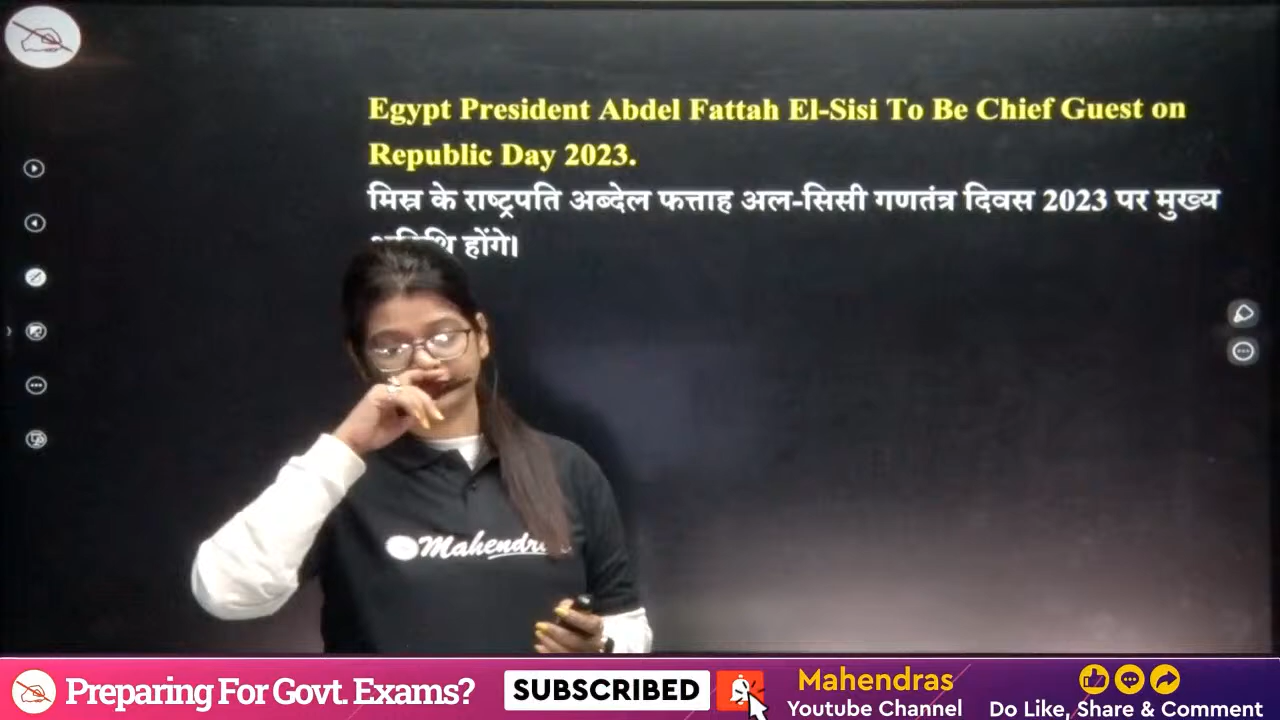 Egypt President Abdel Fattah El-Sisi To Be Chief Guest on
Republic Day 2023.
मिस्र के राष्ट्रपति अब्देल फत्ताह अल-सिसी गणतंत्र दिवस 2023 पर मुख्य
होंगे।
Preparing For Govt. Exams?
SUBSCRIBED
Mahendras
Youtube Channel
Do Like, Share & Comment